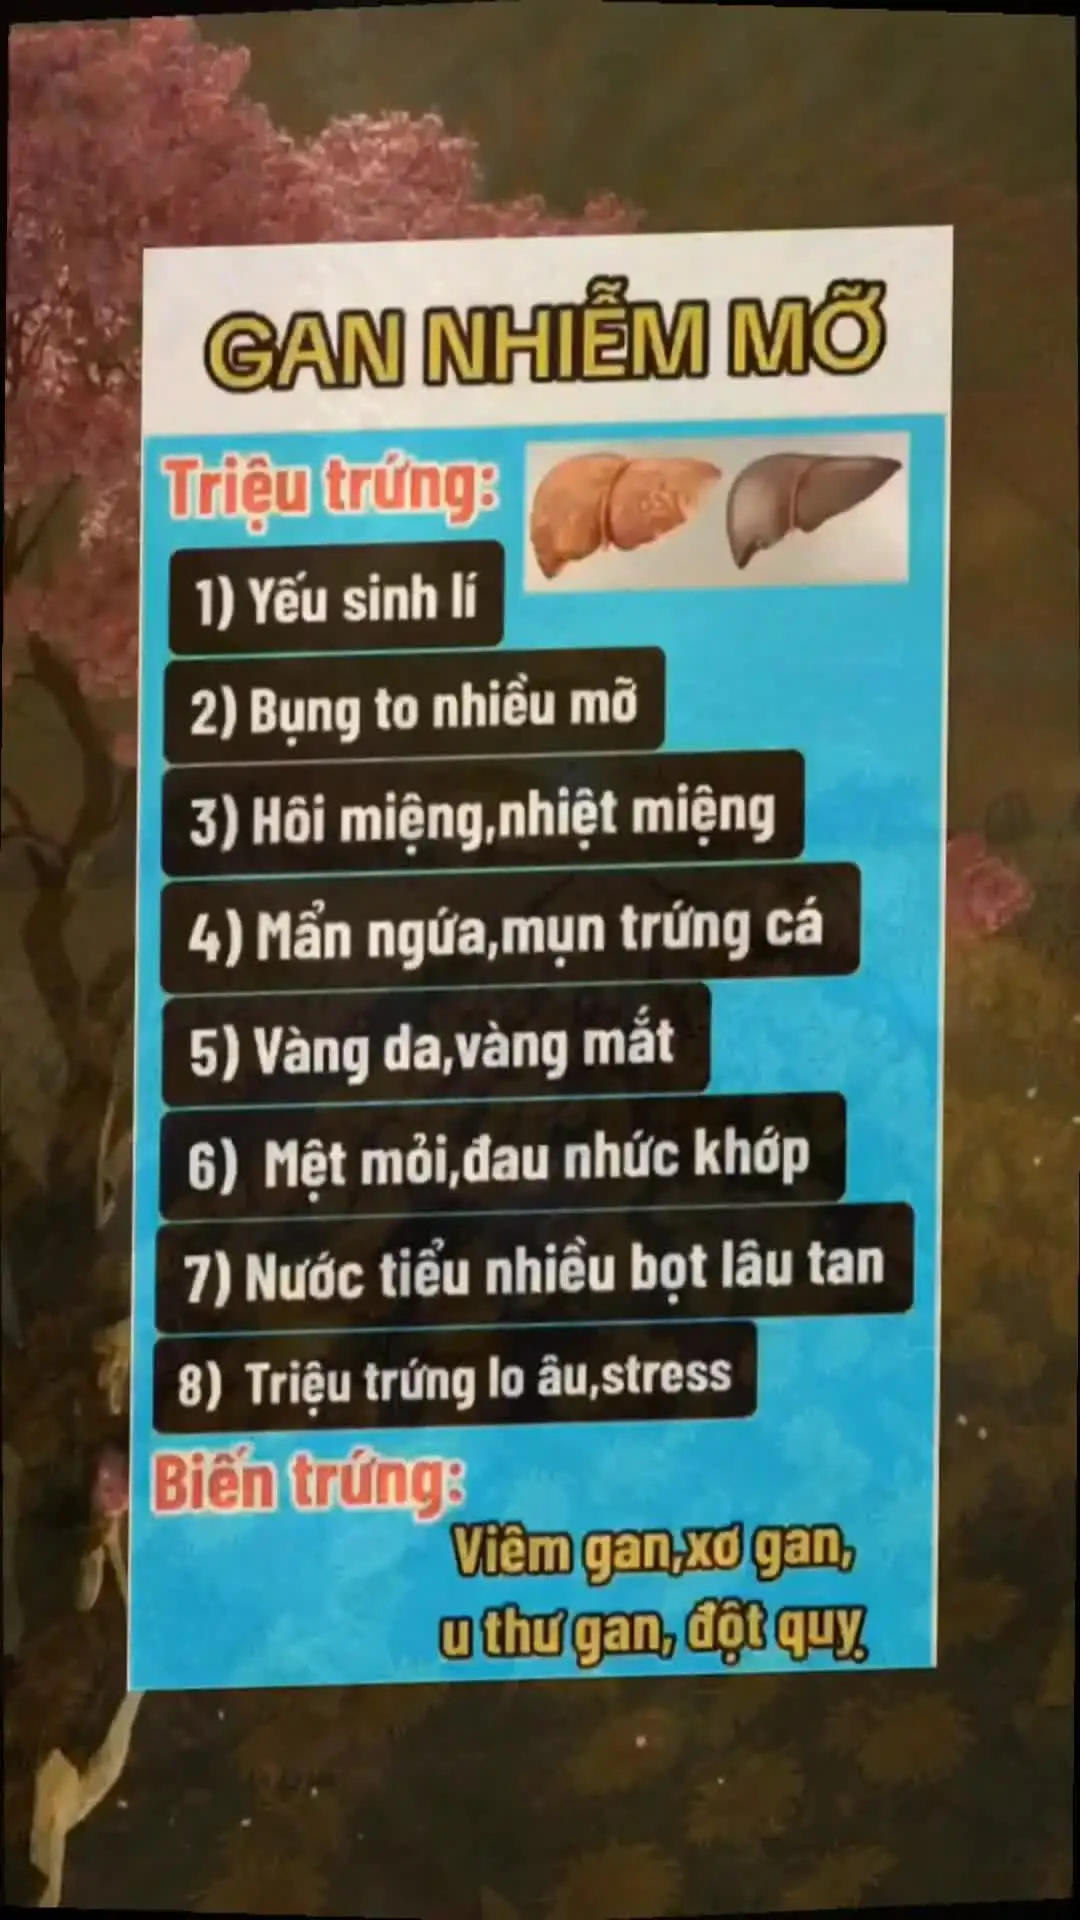 GAN NHIỄM MỠ
Triệu trứng:
1) Yếu sinh lí
2) Bụng to nhiều mỡ
3) Hôi miệng,nhiệt miệng
4) Mẩn ngứa,mụn trứng cá
5) Vàng da,vàng mắt
6) Mệt mỏi,đau nhức khớp
7) Nước tiểu nhiều bọt lâu tan
8) Triệu trứng lo âu,stress
Biến trứng:
Viêm gan,xơ gan,
u thư gan, đột quỵ